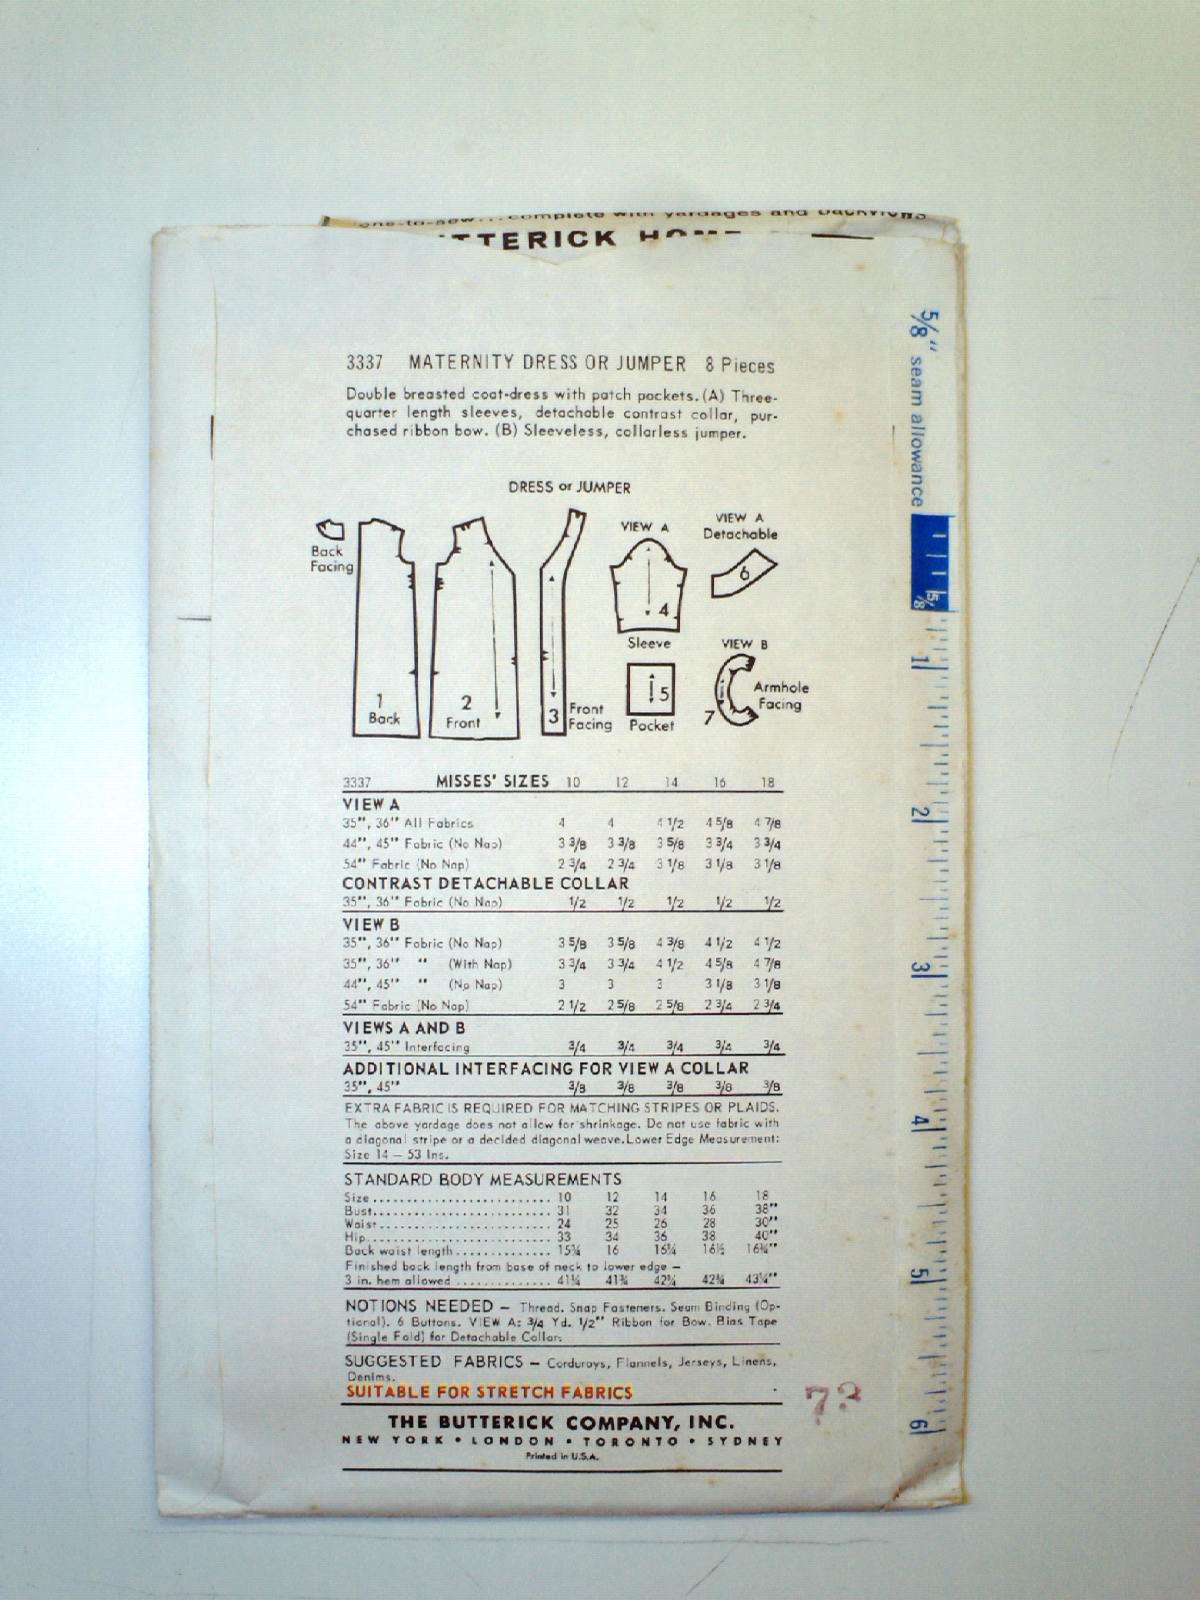 complete with yardages and backviews
TTERICK
3337 MATERNITY DRESS OR JUMPER 8 Pieces
Double breasted coat-dress with patch pockets. (A) Three-
quarter length sleeves, detachable contrast collar, pur-
chased ribbon bow. (B) Sleeveless, collarless jumper.
DRESS or JUMPER
Back
Facing
1
Back
2
Front
3
Front
Facing
VIEW A
4
Sleeve
5
Pocket
VIEW A
Detachable
6
VIEW B
7
Armhole
Facing
3337 MISSES' SIZES 10 12 14 16 18
VIEW A
35", 36" All Fabrics 4 4 4 1/2 4 5/8 4 7/8
44", 45" Fabric (No Nap) 3 3/8 3 3/8 3 5/8 3 3/4 3 3/4
54" Fabric (No Nap) 2 3/4 2 3/4 3 1/8 3 1/8 3 1/8
CONTRAST DETACHABLE COLLAR
35", 36" Fabric (No Nap) 1/2 1/2 1/2 1/2 1/2
VIEW B
35", 36" Fabric (No Nap) 3 5/8 3 5/8 4 3/8 4 1/2 4 1/2
35", 36" " (With Nap) 3 3/4 3 3/4 4 1/2 4 5/8 4 7/8
44", 45" " (No Nap) 3 3 3 3 1/8 3 1/8
54" Fabric (No Nap) 2 1/2 2 5/8 2 5/8 2 3/4 2 3/4
VIEWS A AND B
35", 45" Interfacing 3/4 3/4 3/4 3/4 3/4
ADDITIONAL INTERFACING FOR VIEW A COLLAR
35", 45" 3/8 3/8 3/8 3/8 3/8
EXTRA FABRIC IS REQUIRED FOR MATCHING STRIPES OR PLAIDS.
The above yardage does not allow for shrinkage. Do not use fabric with
a diagonal stripe or a decided diagonal weave. Lower Edge Measurement:
Size 14 — 53 Ins.
STANDARD BODY MEASUREMENTS
Size 10 12 14 16 18
Bust 31 32 34 36 38"
Waist 24 25 26 28 30"
Hip 33 34 36 38 40"
Back waist length 15¾ 16 16¼ 16½ 16¾"
Finished back length from base of neck to lower edge —
3 in. hem allowed 41¼ 41¾ 42¼ 42¾ 43¼"
NOTIONS NEEDED — Thread. Snap Fasteners. Seam Binding (Op-
tional). 6 Buttons. VIEW A: 3/4 Yd. 1/2" Ribbon for Bow. Bias Tape
(Single Fold) for Detachable Collar.
SUGGESTED FABRICS — Corduroys, Flannels, Jerseys, Linens,
Denims.
SUITABLE FOR STRETCH FABRICS
THE BUTTERICK COMPANY, INC.
NEW YORK • LONDON • TORONTO • SYDNEY
Printed in U.S.A.
5/8" seam allowance
5/8
1
2
3
4
5
6